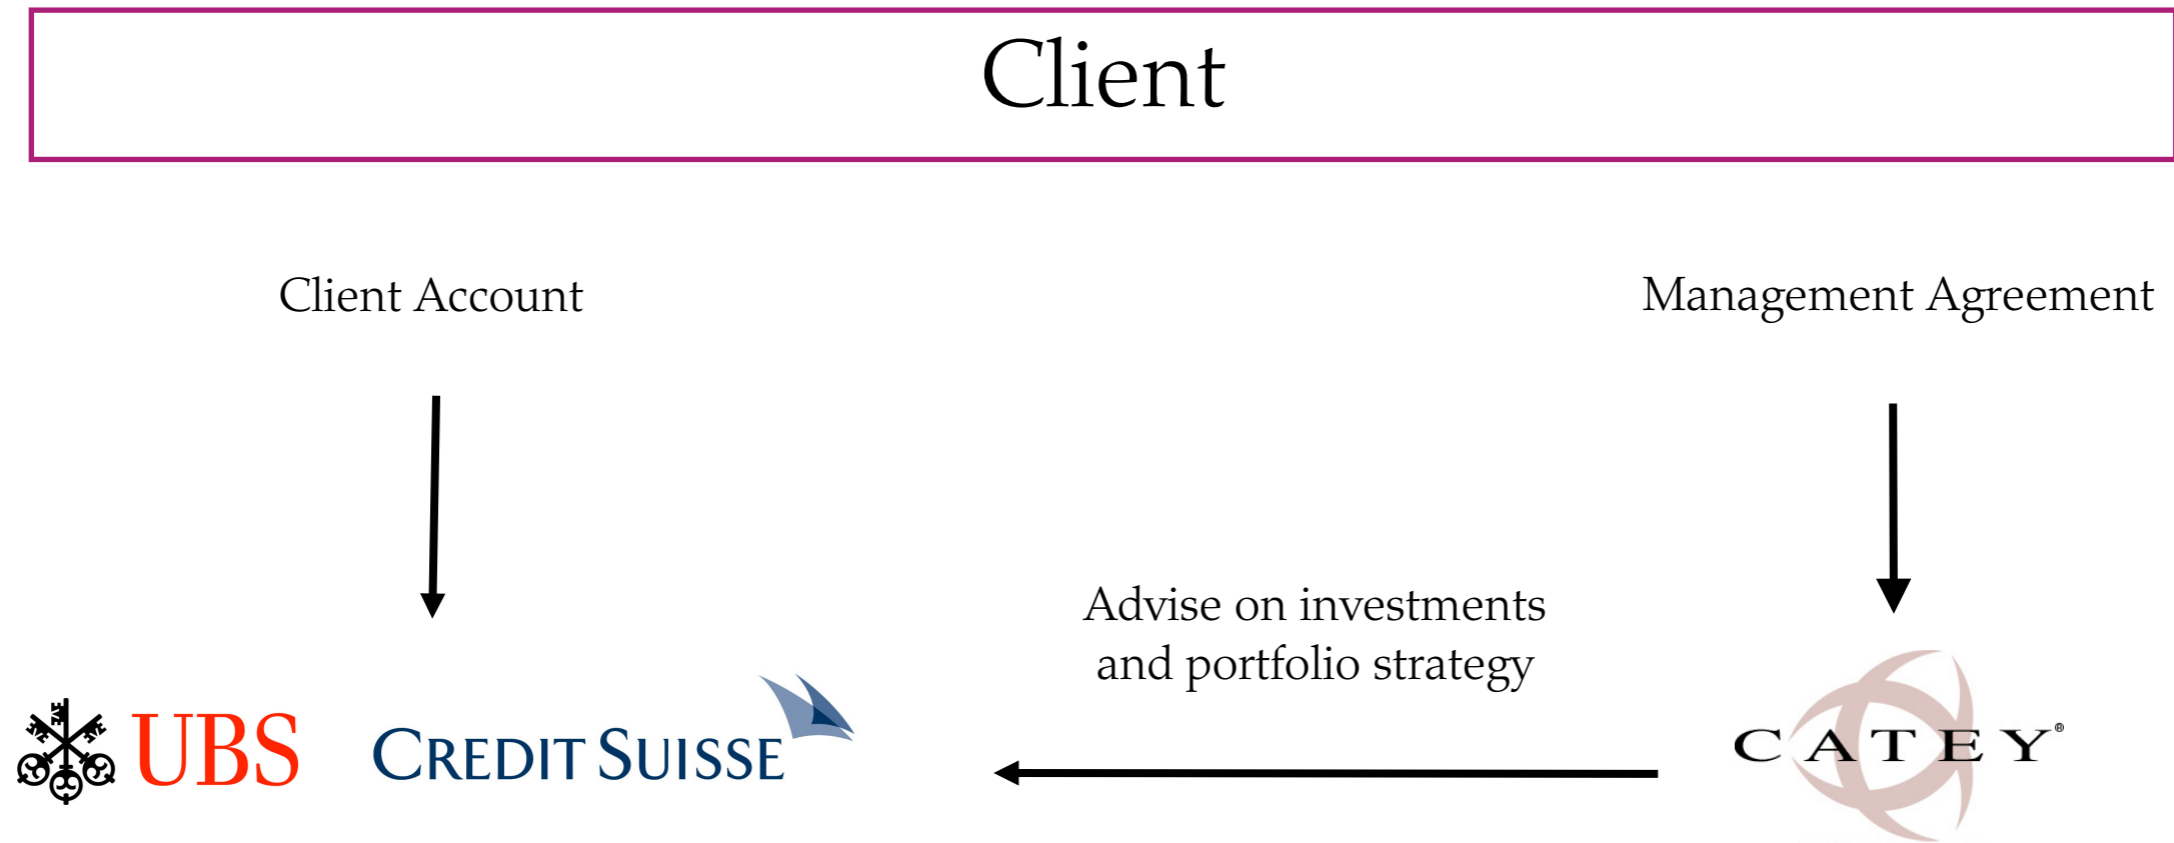 Client
Client Account
Management Agreement
Advise on investments
and portfolio strategy
UBS
CREDIT SUISSE
CATEY®